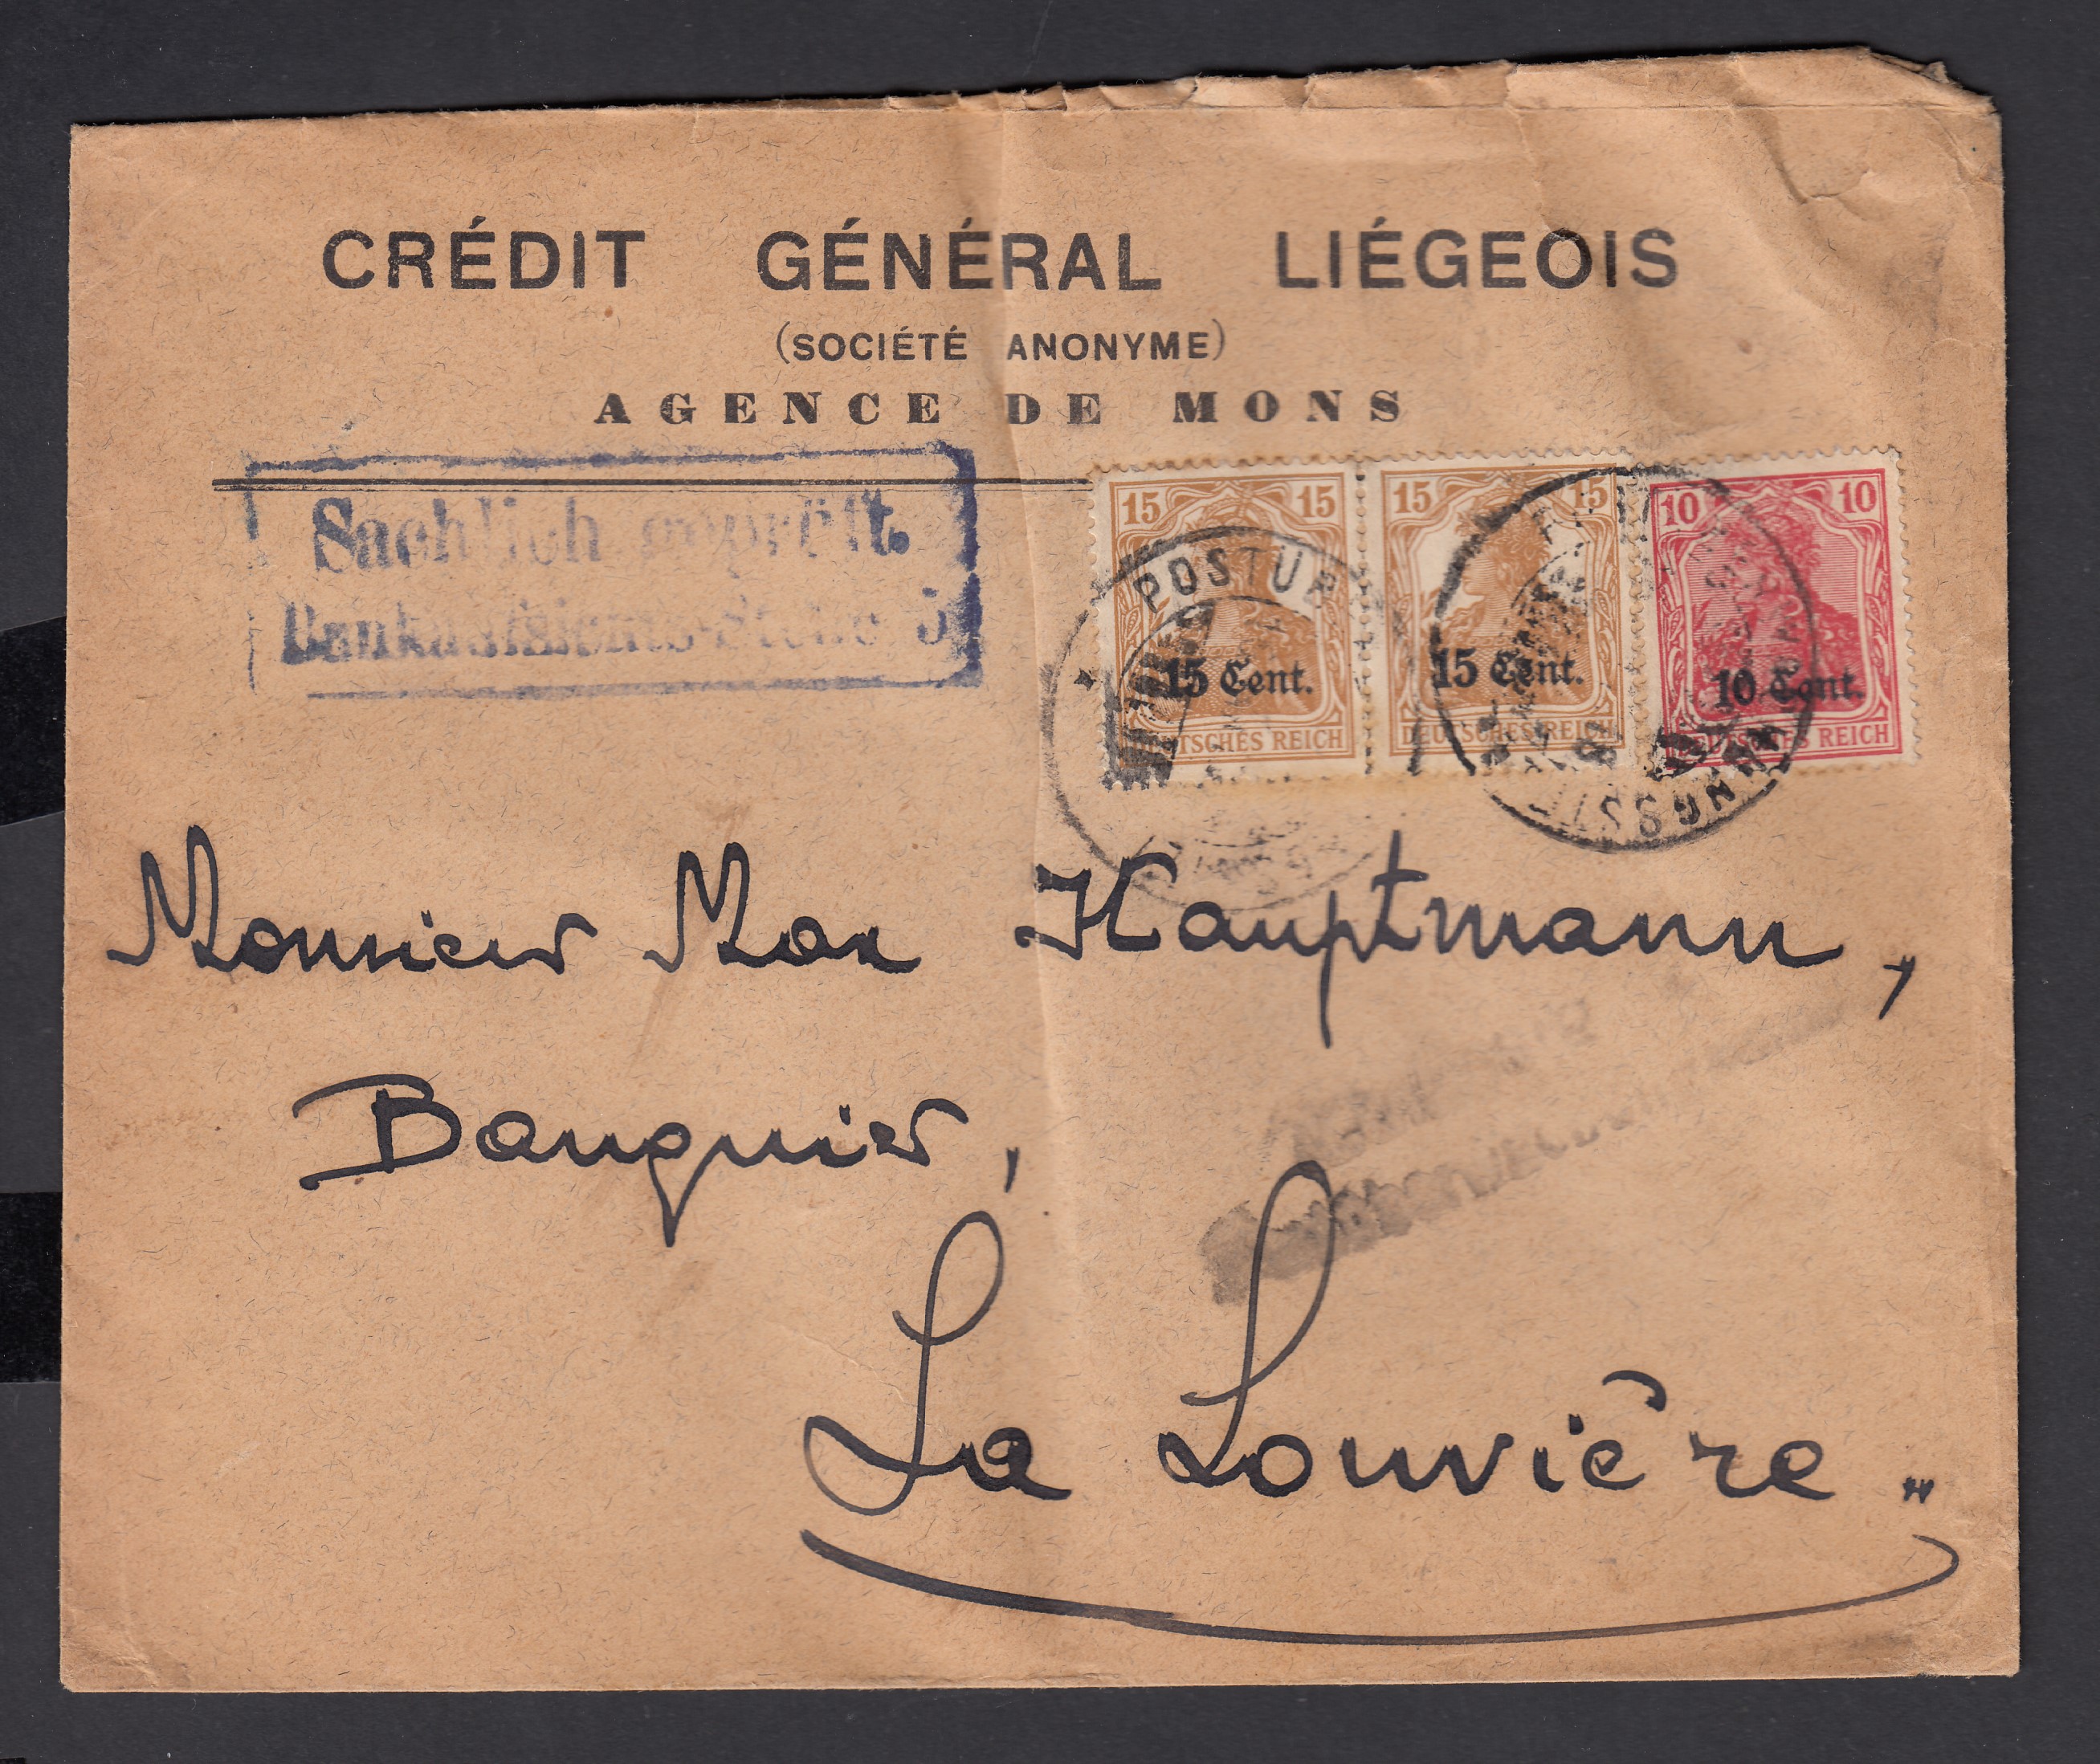 CRÉDIT GÉNÉRAL LIÉGEOIS
(SOCIÉTÉ ANONYME)
AGENCE DE MONS
Sachlich geprüft.
15 15
15 Cent.
DEUTSCHES REICH
15 15
15 Cent.
DEUTSCHES REICH
10 10
10 Cent.
DEUTSCHES REICH
Monsieur Max Hauptmann,
Banquier,
La Louvière